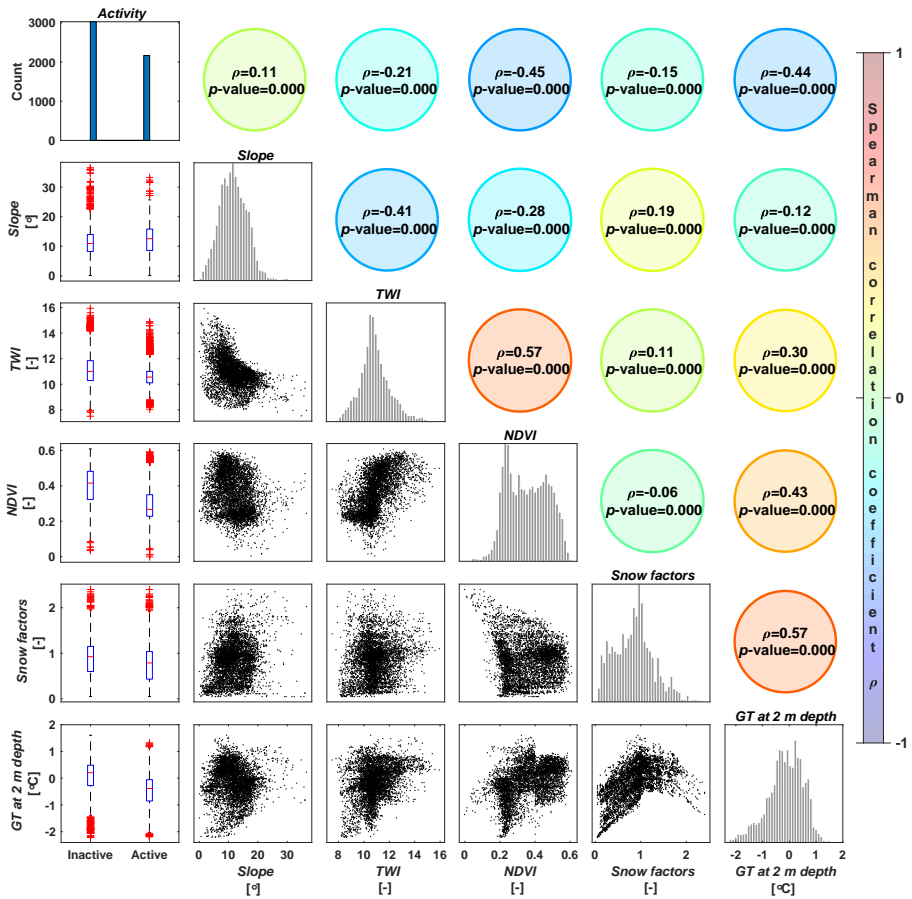 Activity
3000
2000
1000
0
Count
ρ=0.11
p-value=0.000
ρ=-0.21
p-value=0.000
ρ=-0.45
p-value=0.000
ρ=-0.15
p-value=0.000
ρ=-0.44
p-value=0.000
Slope
30
20
10
0
Slope
[º]
ρ=-0.41
p-value=0.000
ρ=-0.28
p-value=0.000
ρ=0.19
p-value=0.000
ρ=-0.12
p-value=0.000
TWI
16
14
12
10
8
TWI
[-]
ρ=0.57
p-value=0.000
ρ=0.11
p-value=0.000
ρ=0.30
p-value=0.000
NDVI
0.6
0.4
0.2
0
NDVI
[-]
ρ=-0.06
p-value=0.000
ρ=0.43
p-value=0.000
Snow factors
2
1
0
Snow factors
[-]
ρ=0.57
p-value=0.000
GT at 2 m depth
2
1
0
-1
-2
GT at 2 m depth
[ºC]
Inactive Active
0 10 20 30
Slope
[º]
8 10 12 14 16
TWI
[-]
0 0.2 0.4 0.6
NDVI
[-]
0 1 2
Snow factors
[-]
-2 -1 0 1 2
GT at 2 m depth
[ºC]
1
0
-1
Spearman correlation coefficient ρ